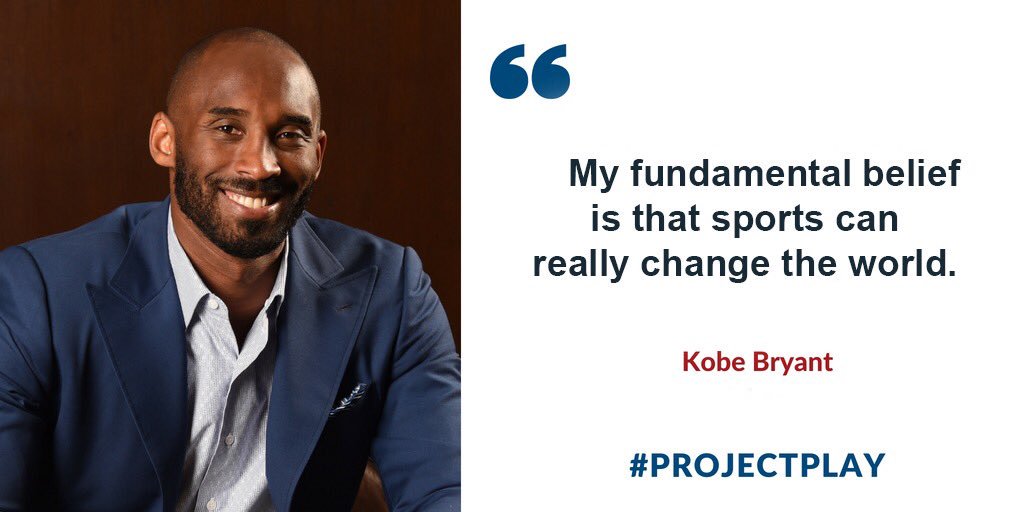 “
My fundamental belief
is that sports can
really change the world.
Kobe Bryant
#PROJECTPLAY